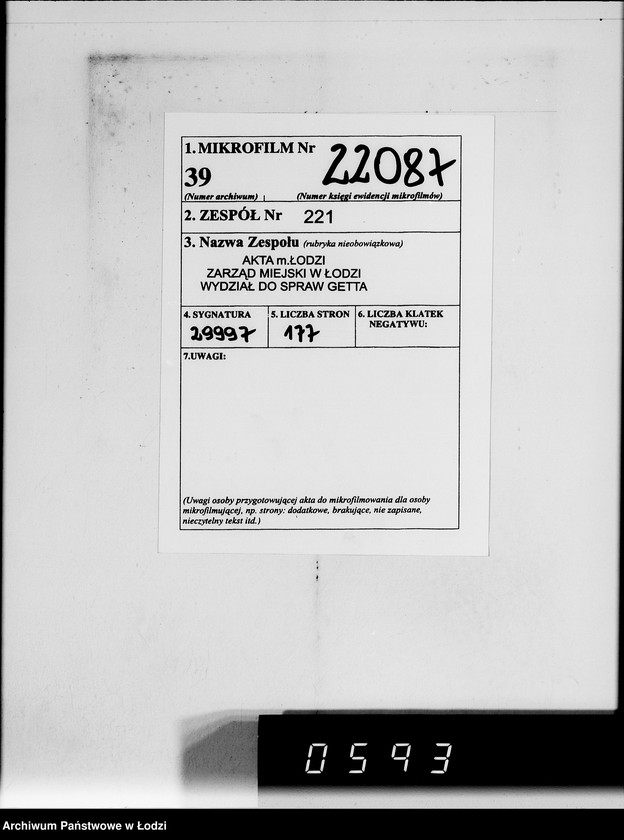 1. MIKROFILM Nr
39
22087
(Numer archiwum) (Numer księgi ewidencji mikrofilmów)
2. ZESPÓŁ Nr 221
3. Nazwa Zespołu (rubryka nieobowiązkowa)
AKTA m.ŁODZI
ZARZĄD MIEJSKI W ŁODZI
WYDZIAŁ DO SPRAW GETTA
4. SYGNATURA
29997
5. LICZBA STRON
177
6. LICZBA KLATEK
NEGATYWU:
7.UWAGI:
(Uwagi osoby przygotowującej akta do mikrofilmowania dla osoby
mikrofilmującej, np. strony: dodatkowe, brakujące, nie zapisane,
nieczytelny tekst itd.)
0593
Archiwum Państwowe w Łodzi